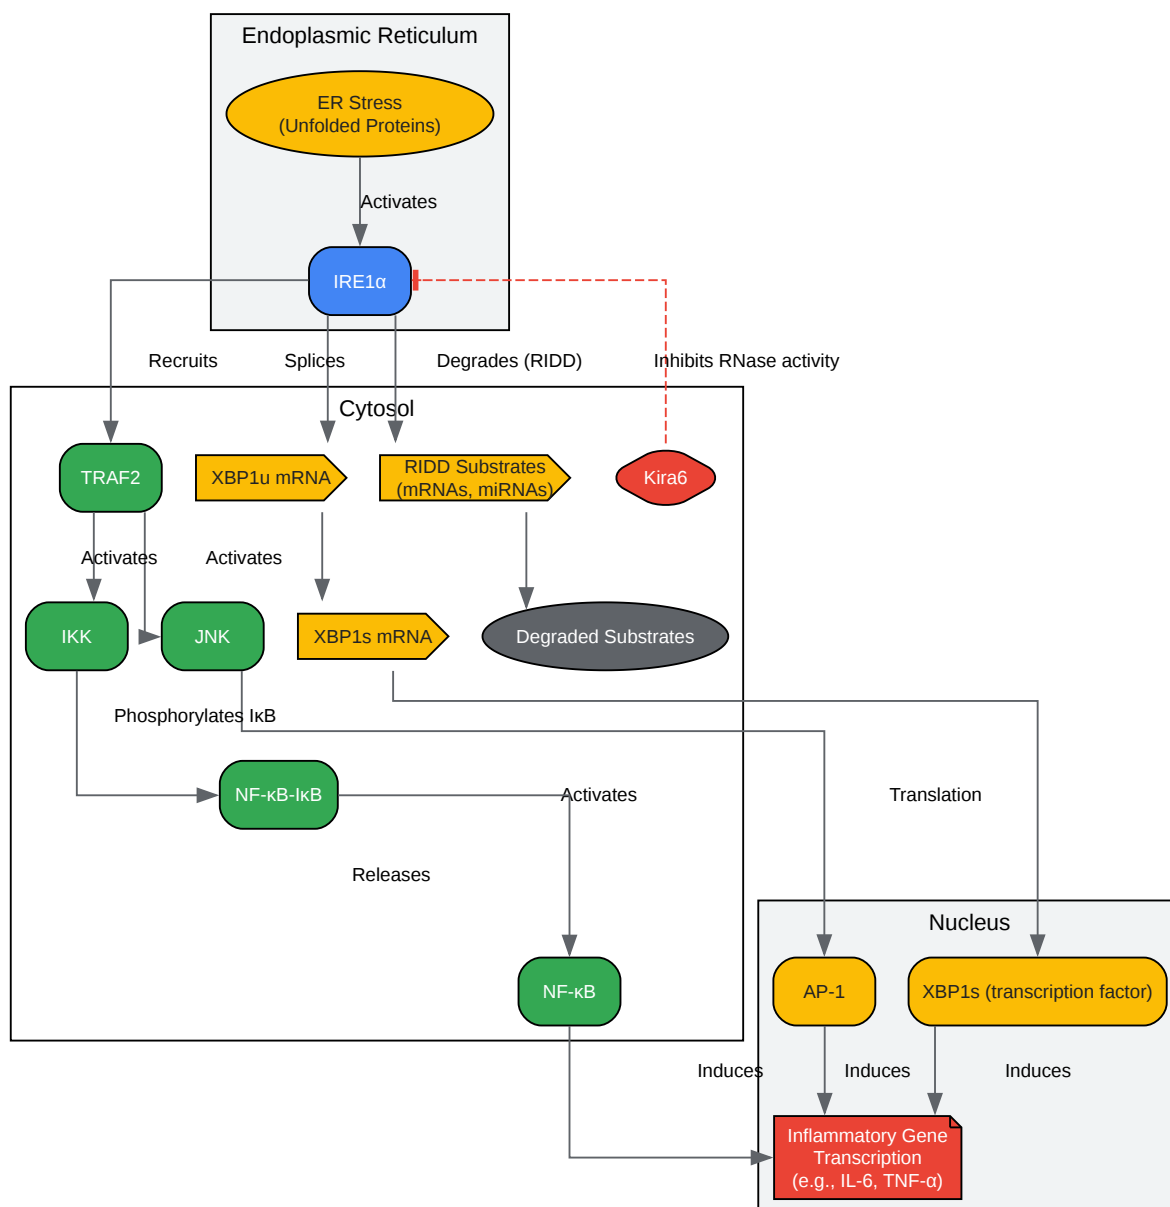 Endoplasmic Reticulum
ER Stress
(Unfolded Proteins)
Activates
IRE1α
Recruits
Splices
Degrades (RIDD)
Inhibits RNase activity
Cytosol
TRAF2
XBP1u mRNA
RIDD Substrates
(mRNAs, miRNAs)
Kira6
Activates
Activates
IKK
JNK
XBP1s mRNA
Degraded Substrates
Phosphorylates IκB
NF-κB-IκB
Activates
Translation
Releases
Nucleus
NF-κB
AP-1
XBP1s (transcription factor)
Induces
Induces
Induces
Inflammatory Gene
Transcription
(e.g., IL-6, TNF-α)